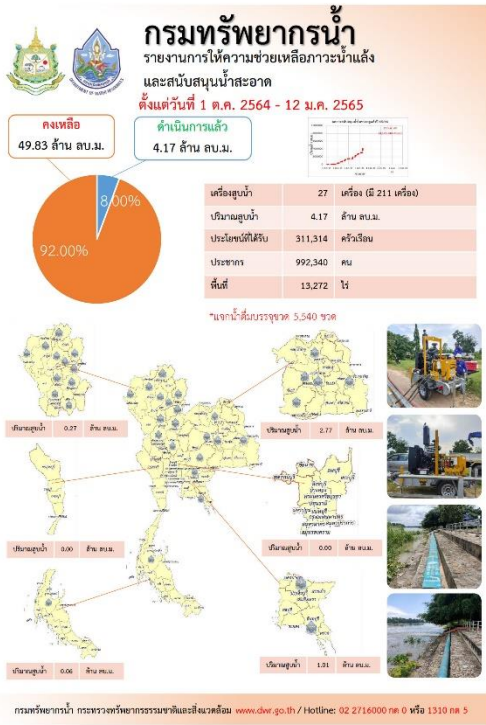 กรมทรัพยากรน้ำ
รายงานการให้ความช่วยเหลือภาวะน้ำแล้ง
และสนับสนุนน้ำสะอาด
ตั้งแต่วันที่ 1 ต.ค. 2564 - 12 ม.ค. 2565
คงเหลือ
49.83 ล้าน ลบ.ม.
ดำเนินการแล้ว
4.17 ล้าน ลบ.ม.
8.00%
92.00%
เครื่องสูบน้ำ 27 เครื่อง (มี 211 เครื่อง)
ปริมาณสูบน้ำ 4.17 ล้าน ลบ.ม.
ประโยชน์ที่ได้รับ 311,314 ครัวเรือน
ประชากร 992,340 คน
พื้นที่ 13,272 ไร่
*แจกน้ำดื่มบรรจุขวด 5,540 ขวด
ปริมาณสูบน้ำ 0.27 ล้าน ลบ.ม.
ปริมาณสูบน้ำ 2.77 ล้าน ลบ.ม.
ปริมาณสูบน้ำ 0.00 ล้าน ลบ.ม.
ปริมาณสูบน้ำ 0.00 ล้าน ลบ.ม.
ปริมาณสูบน้ำ 0.06 ล้าน ลบ.ม.
ปริมาณสูบน้ำ 1.01 ล้าน ลบ.ม.
กรมทรัพยากรน้ำ กระทรวงทรัพยากรธรรมชาติและสิ่งแวดล้อม www.dwr.go.th / Hotline: 02 2716000 กด 0 หรือ 1310 กด 5